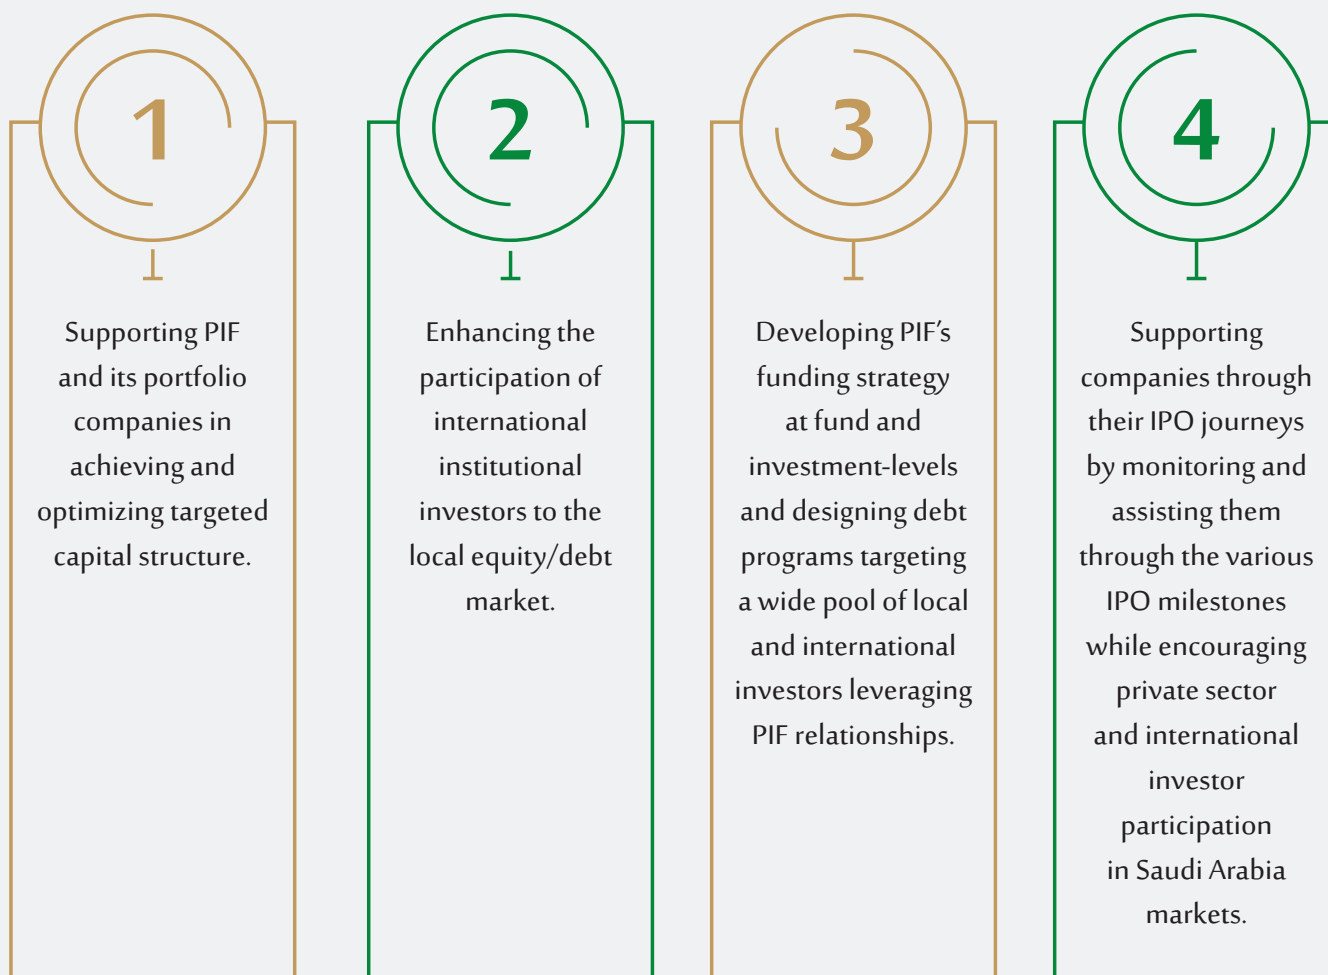 1
Supporting PIF
and its portfolio
companies in
achieving and
optimizing targeted
capital structure.
2
Enhancing the
participation of
international
institutional
investors to the
local equity/debt
market.
3
Developing PIF’s
funding strategy
at fund and
investment-levels
and designing debt
programs targeting
a wide pool of local
and international
investors leveraging
PIF relationships.
4
Supporting
companies through
their IPO journeys
by monitoring and
assisting them
through the various
IPO milestones
while encouraging
private sector
and international
investor
participation
in Saudi Arabia
markets.